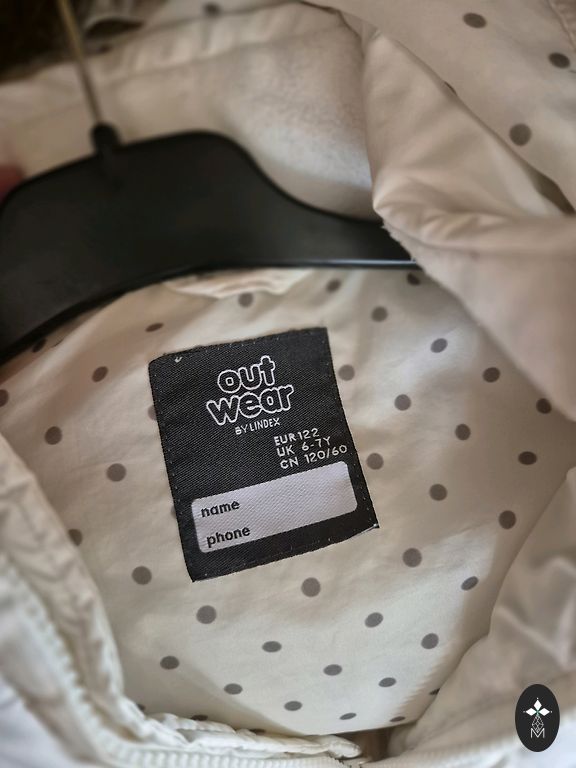 out
wear
BY LINDEX
EUR 122
UK 6-7Y
CN 120/60
name
phone
M